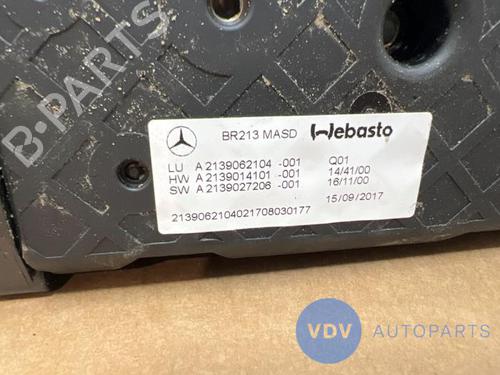 B-PARTS
BR213 MASD Webasto
LU A 2139062104 -001 Q01
HW A 2139014101 -001 14/41/00
SW A 2139027206 -001 16/11/00
15/09/2017
2139062104021708030177
VDV AUTOPARTS